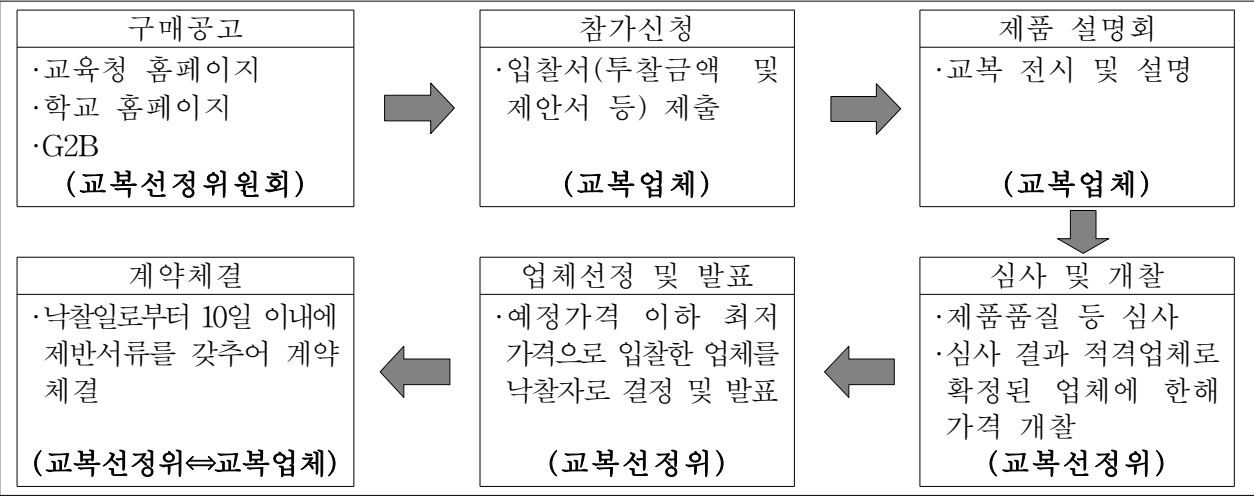 구매공고
·교육청 홈페이지
·학교 홈페이지
·G2B
(교복선정위원회)
참가신청
·입찰서(투찰금액 및
제안서 등) 제출
(교복업체)
제품 설명회
·교복 전시 및 설명
(교복업체)
심사 및 개찰
·제품품질 등 심사
·심사 결과 적격업체로
확정된 업체에 한해
가격 개찰
(교복선정위)
업체선정 및 발표
·예정가격 이하 최저
가격으로 입찰한 업체를
낙찰자로 결정 및 발표
(교복선정위)
계약체결
·낙찰일로부터 10일 이내에
제반서류를 갖추어 계약
체결
(교복선정위⇔교복업체)